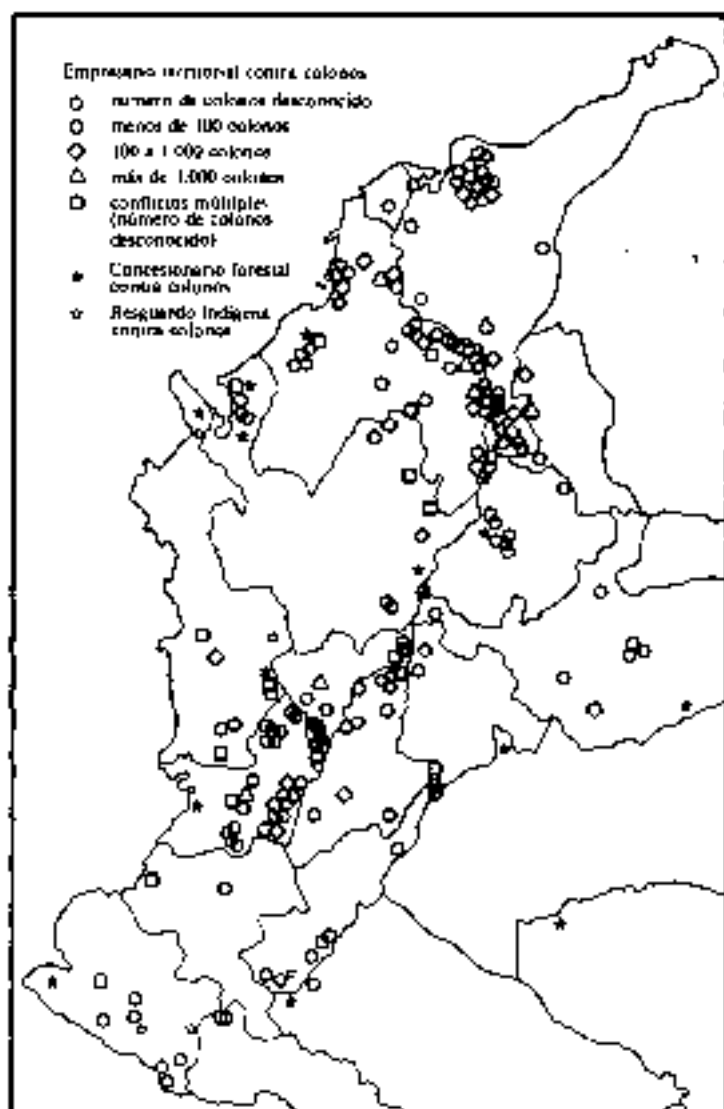 Empresario territorial contra colonos
número de colonos desconocido
menos de 100 colonos
100 a 1.000 colonos
más de 1.000 colonos
conflictos múltiples
(número de colonos
desconocido)
Concesionario forestal
contra colonos
Resguardo indígena
contra colonos